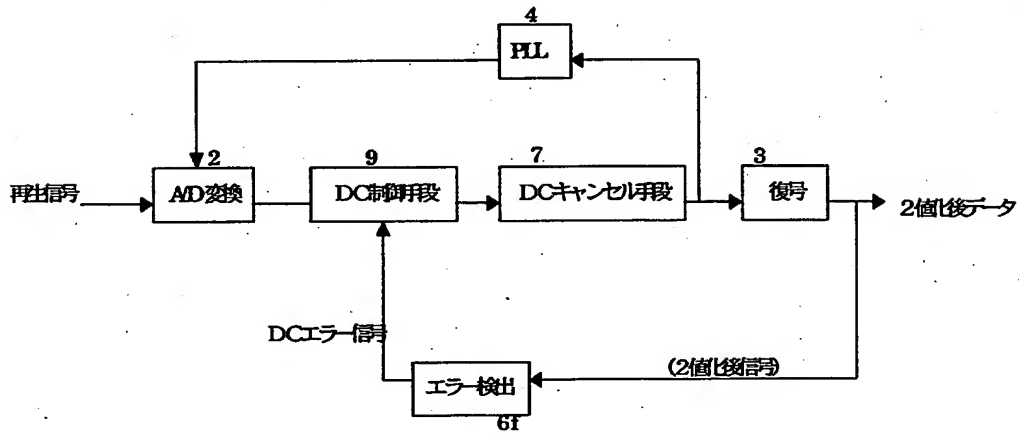 4
PLL
2
9
7
3
再生信号
A/D変換
DC制御手段
DCキャンセル手段
復号
2値化後データ
DCエラー信号
(2値化後信号)
エラー検出
6f